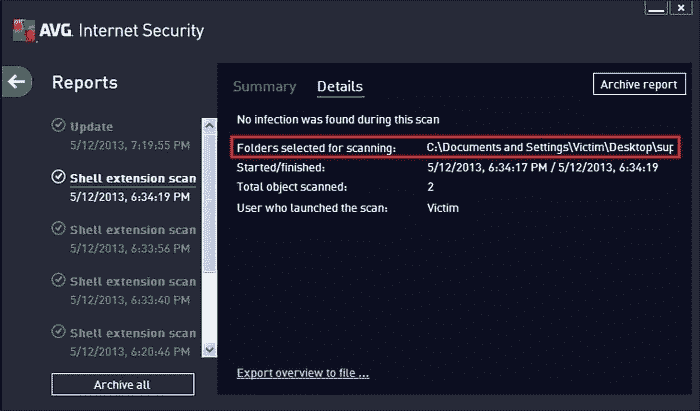 AVG. Internet Security
Reports
Update
5/12/2013, 7:19:55 PM
Shell extension scan
5/12/2013, 6:34:19 PM
Shell extension scan
5/12/2013, 6:33:56 PM
Shell extension scan
5/12/2013, 6:33:40 PM
Shell extension scan
5/12/2013, 6:20:46 PM
Archive all
Summary Details Archive report
No infection was found during this scan
Folders selected for scanning: C:\Documents and Settings\Victim\Desktop\sup
Started/finished: 5/12/2013, 6:34:17 PM / 5/12/2013, 6:34:19
Total object scanned: 2
User who launched the scan: Victim
Export overview to file ...